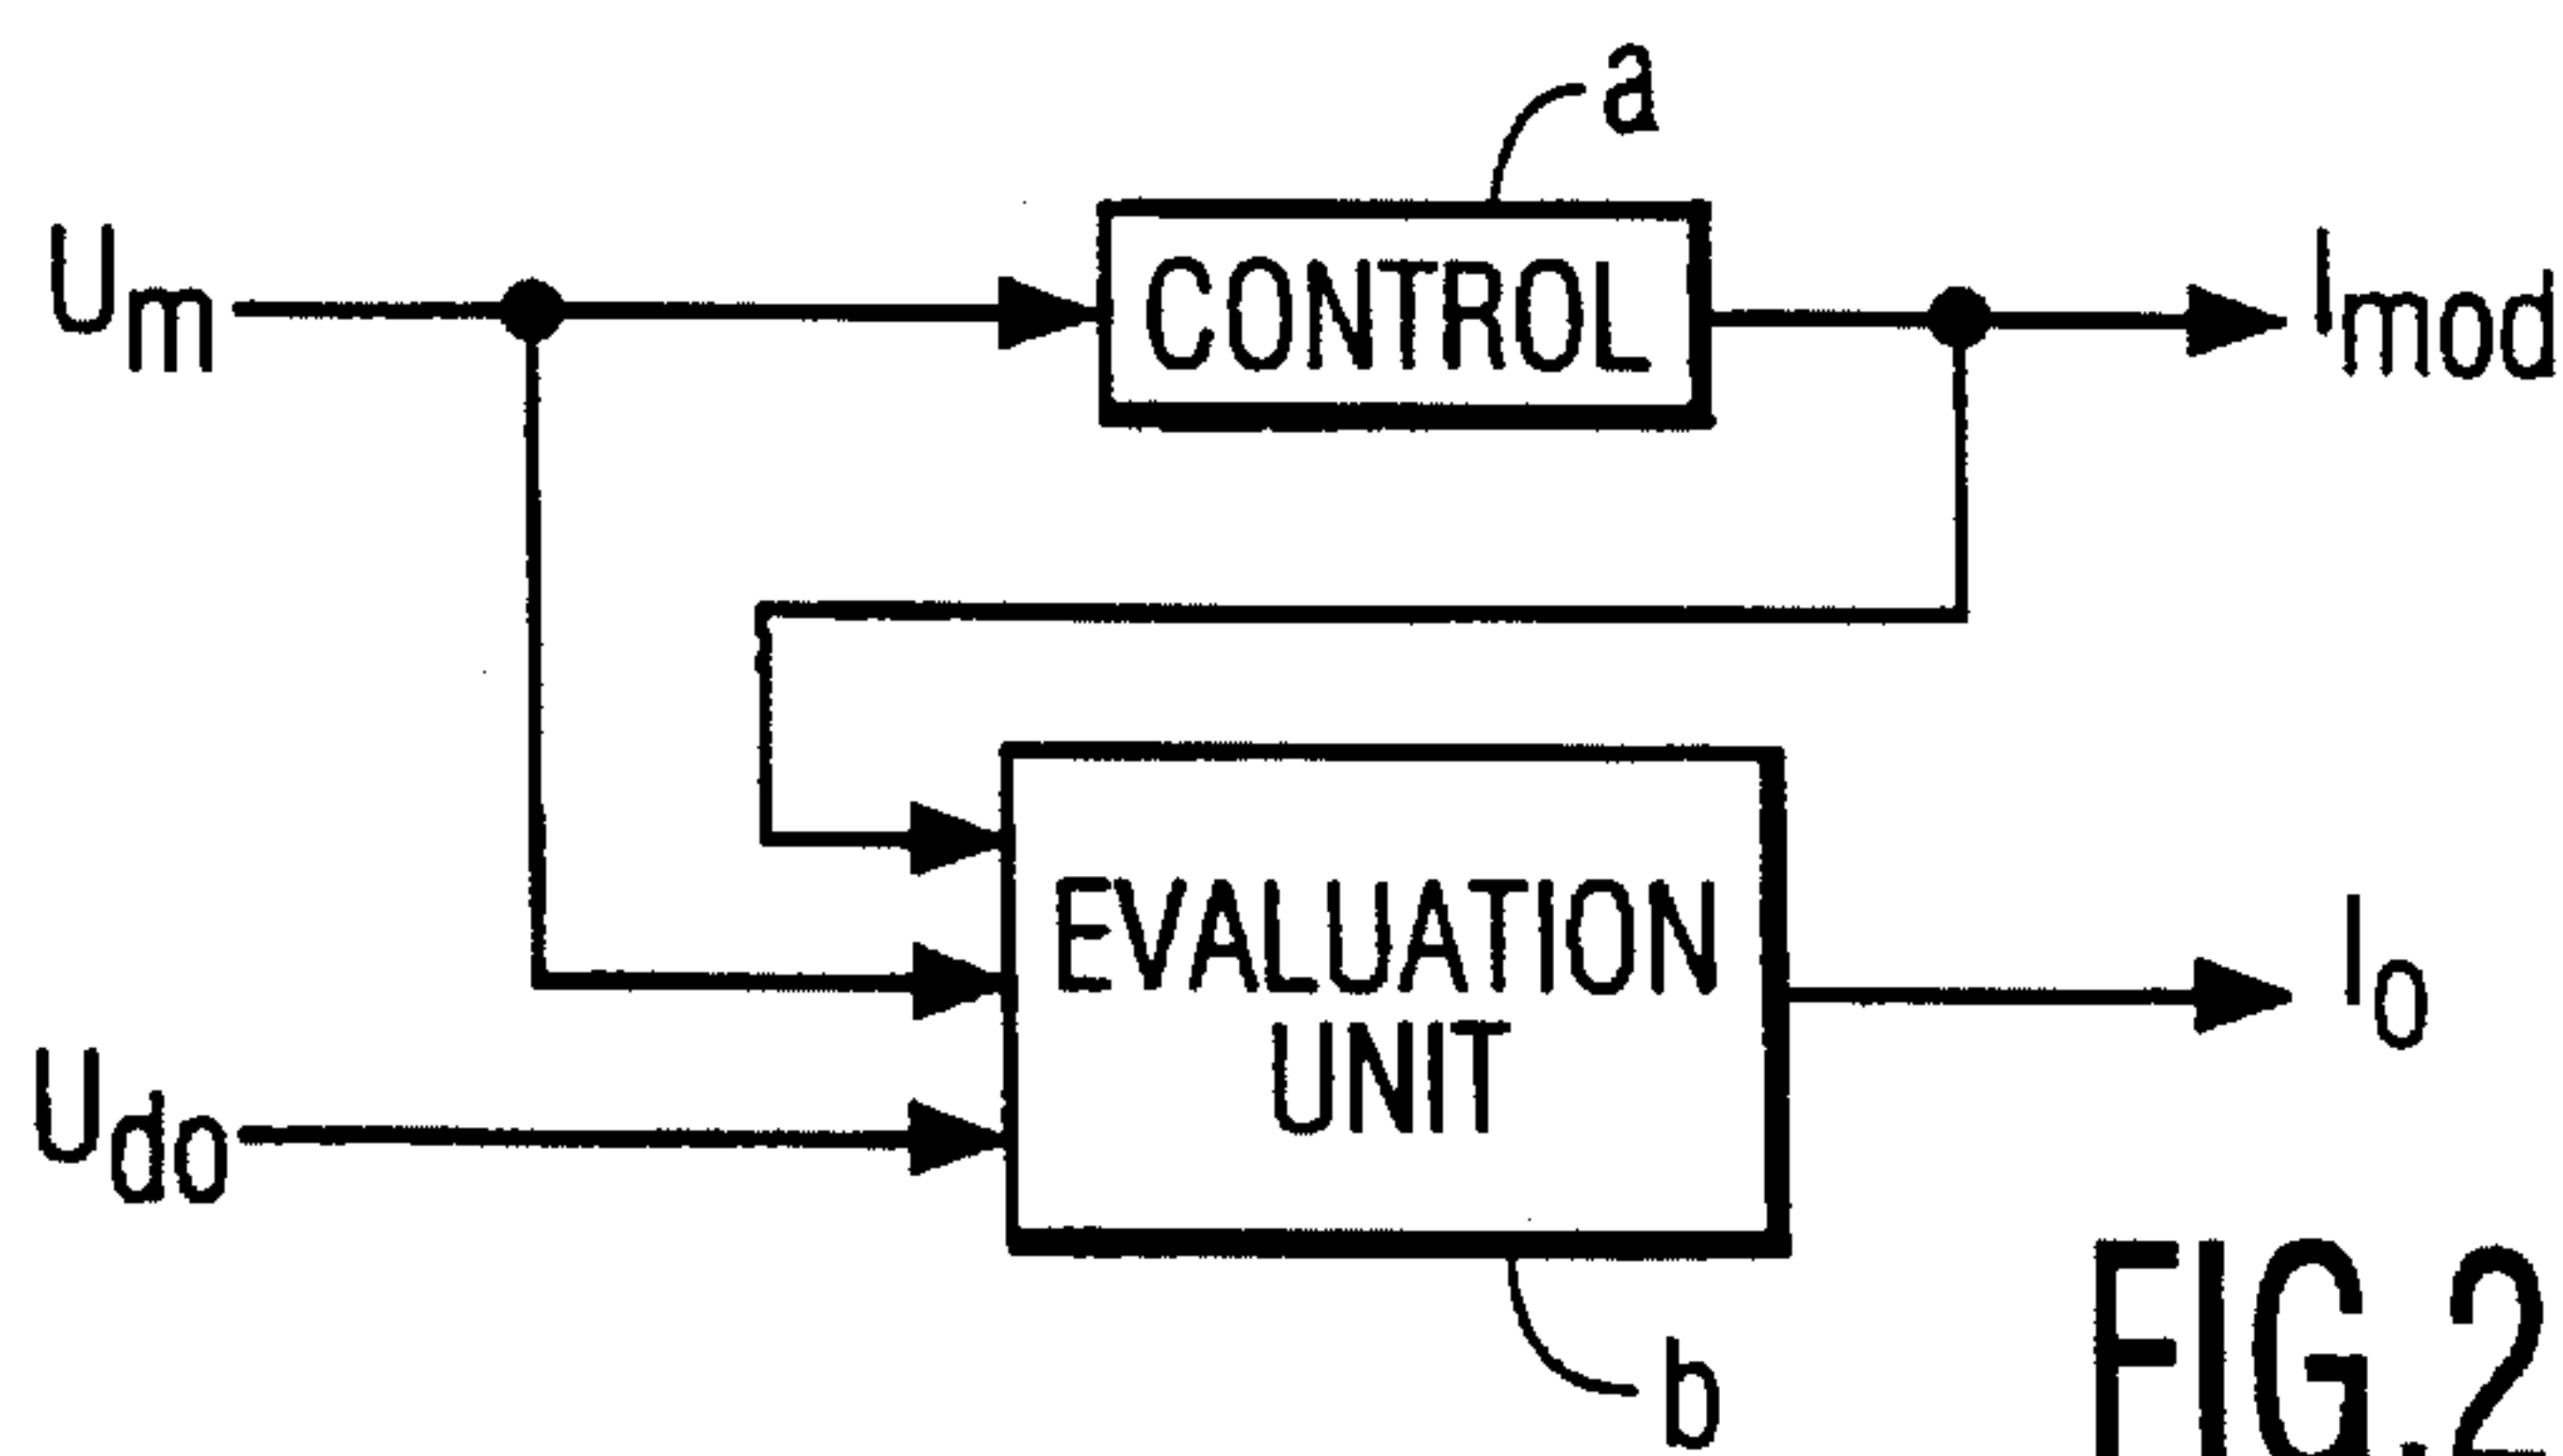 a
Um
CONTROL
Imod
EVALUATION
UNIT
Io
Udo
b
FIG.2